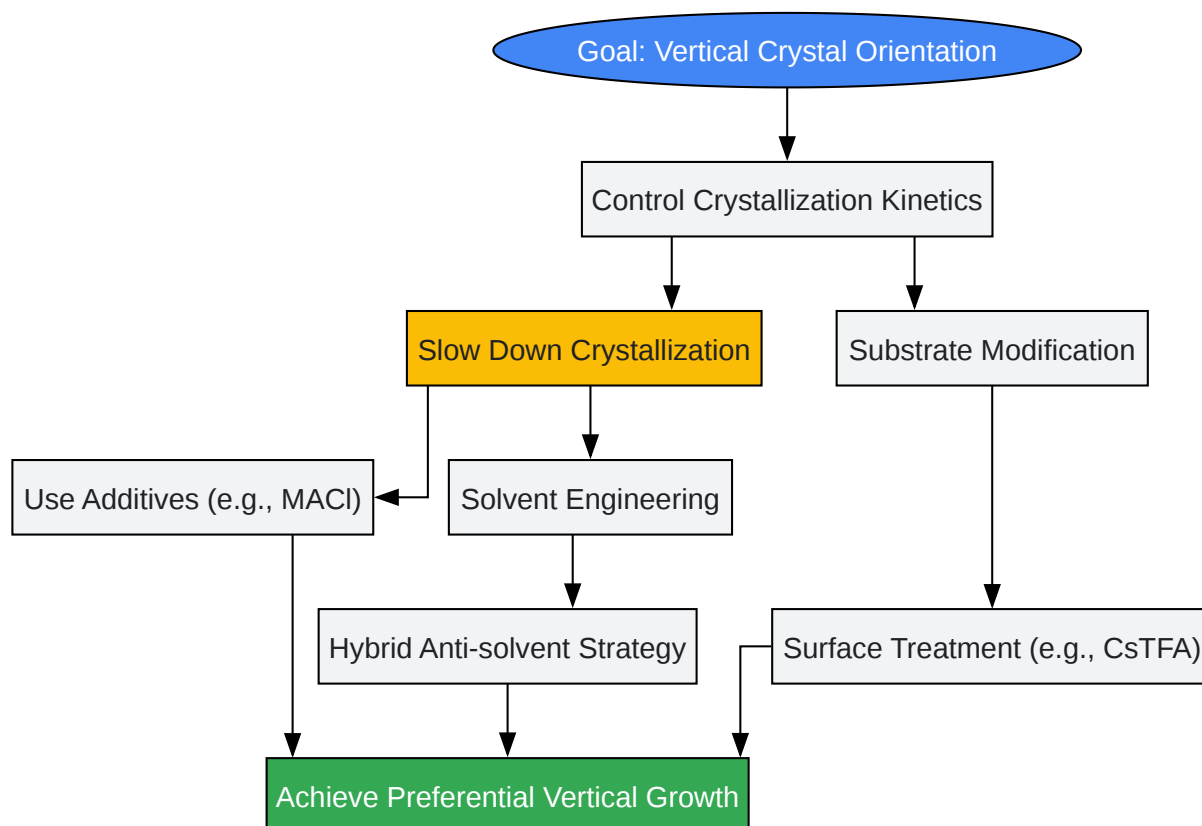 Goal: Vertical Crystal Orientation
Control Crystallization Kinetics
Slow Down Crystallization
Substrate Modification
Use Additives (e.g., MACl)
Solvent Engineering
Hybrid Anti-solvent Strategy
Surface Treatment (e.g., CsTFA)
Achieve Preferential Vertical Growth